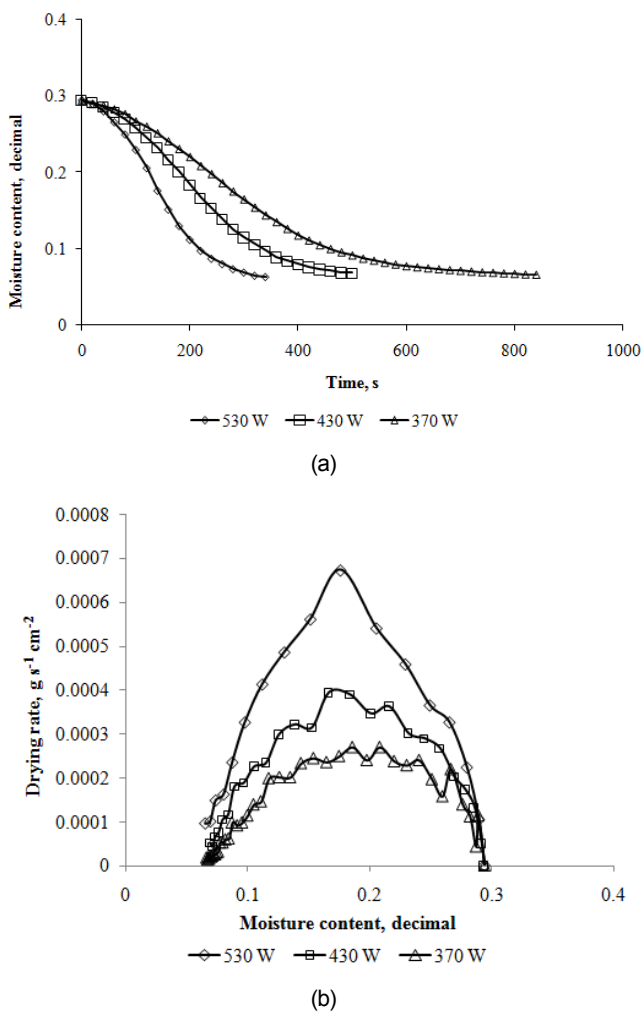 0.4
0.3
0.2
0.1
0
Moisture content, decimal
0 200 400 600 800 1000
Time, s
530 W 430 W 370 W
(a)
0.0008
0.0007
0.0006
0.0005
0.0004
0.0003
0.0002
0.0001
0
Drying rate, g s-1 cm-2
0 0.1 0.2 0.3 0.4
Moisture content, decimal
530 W 430 W 370 W
(b)